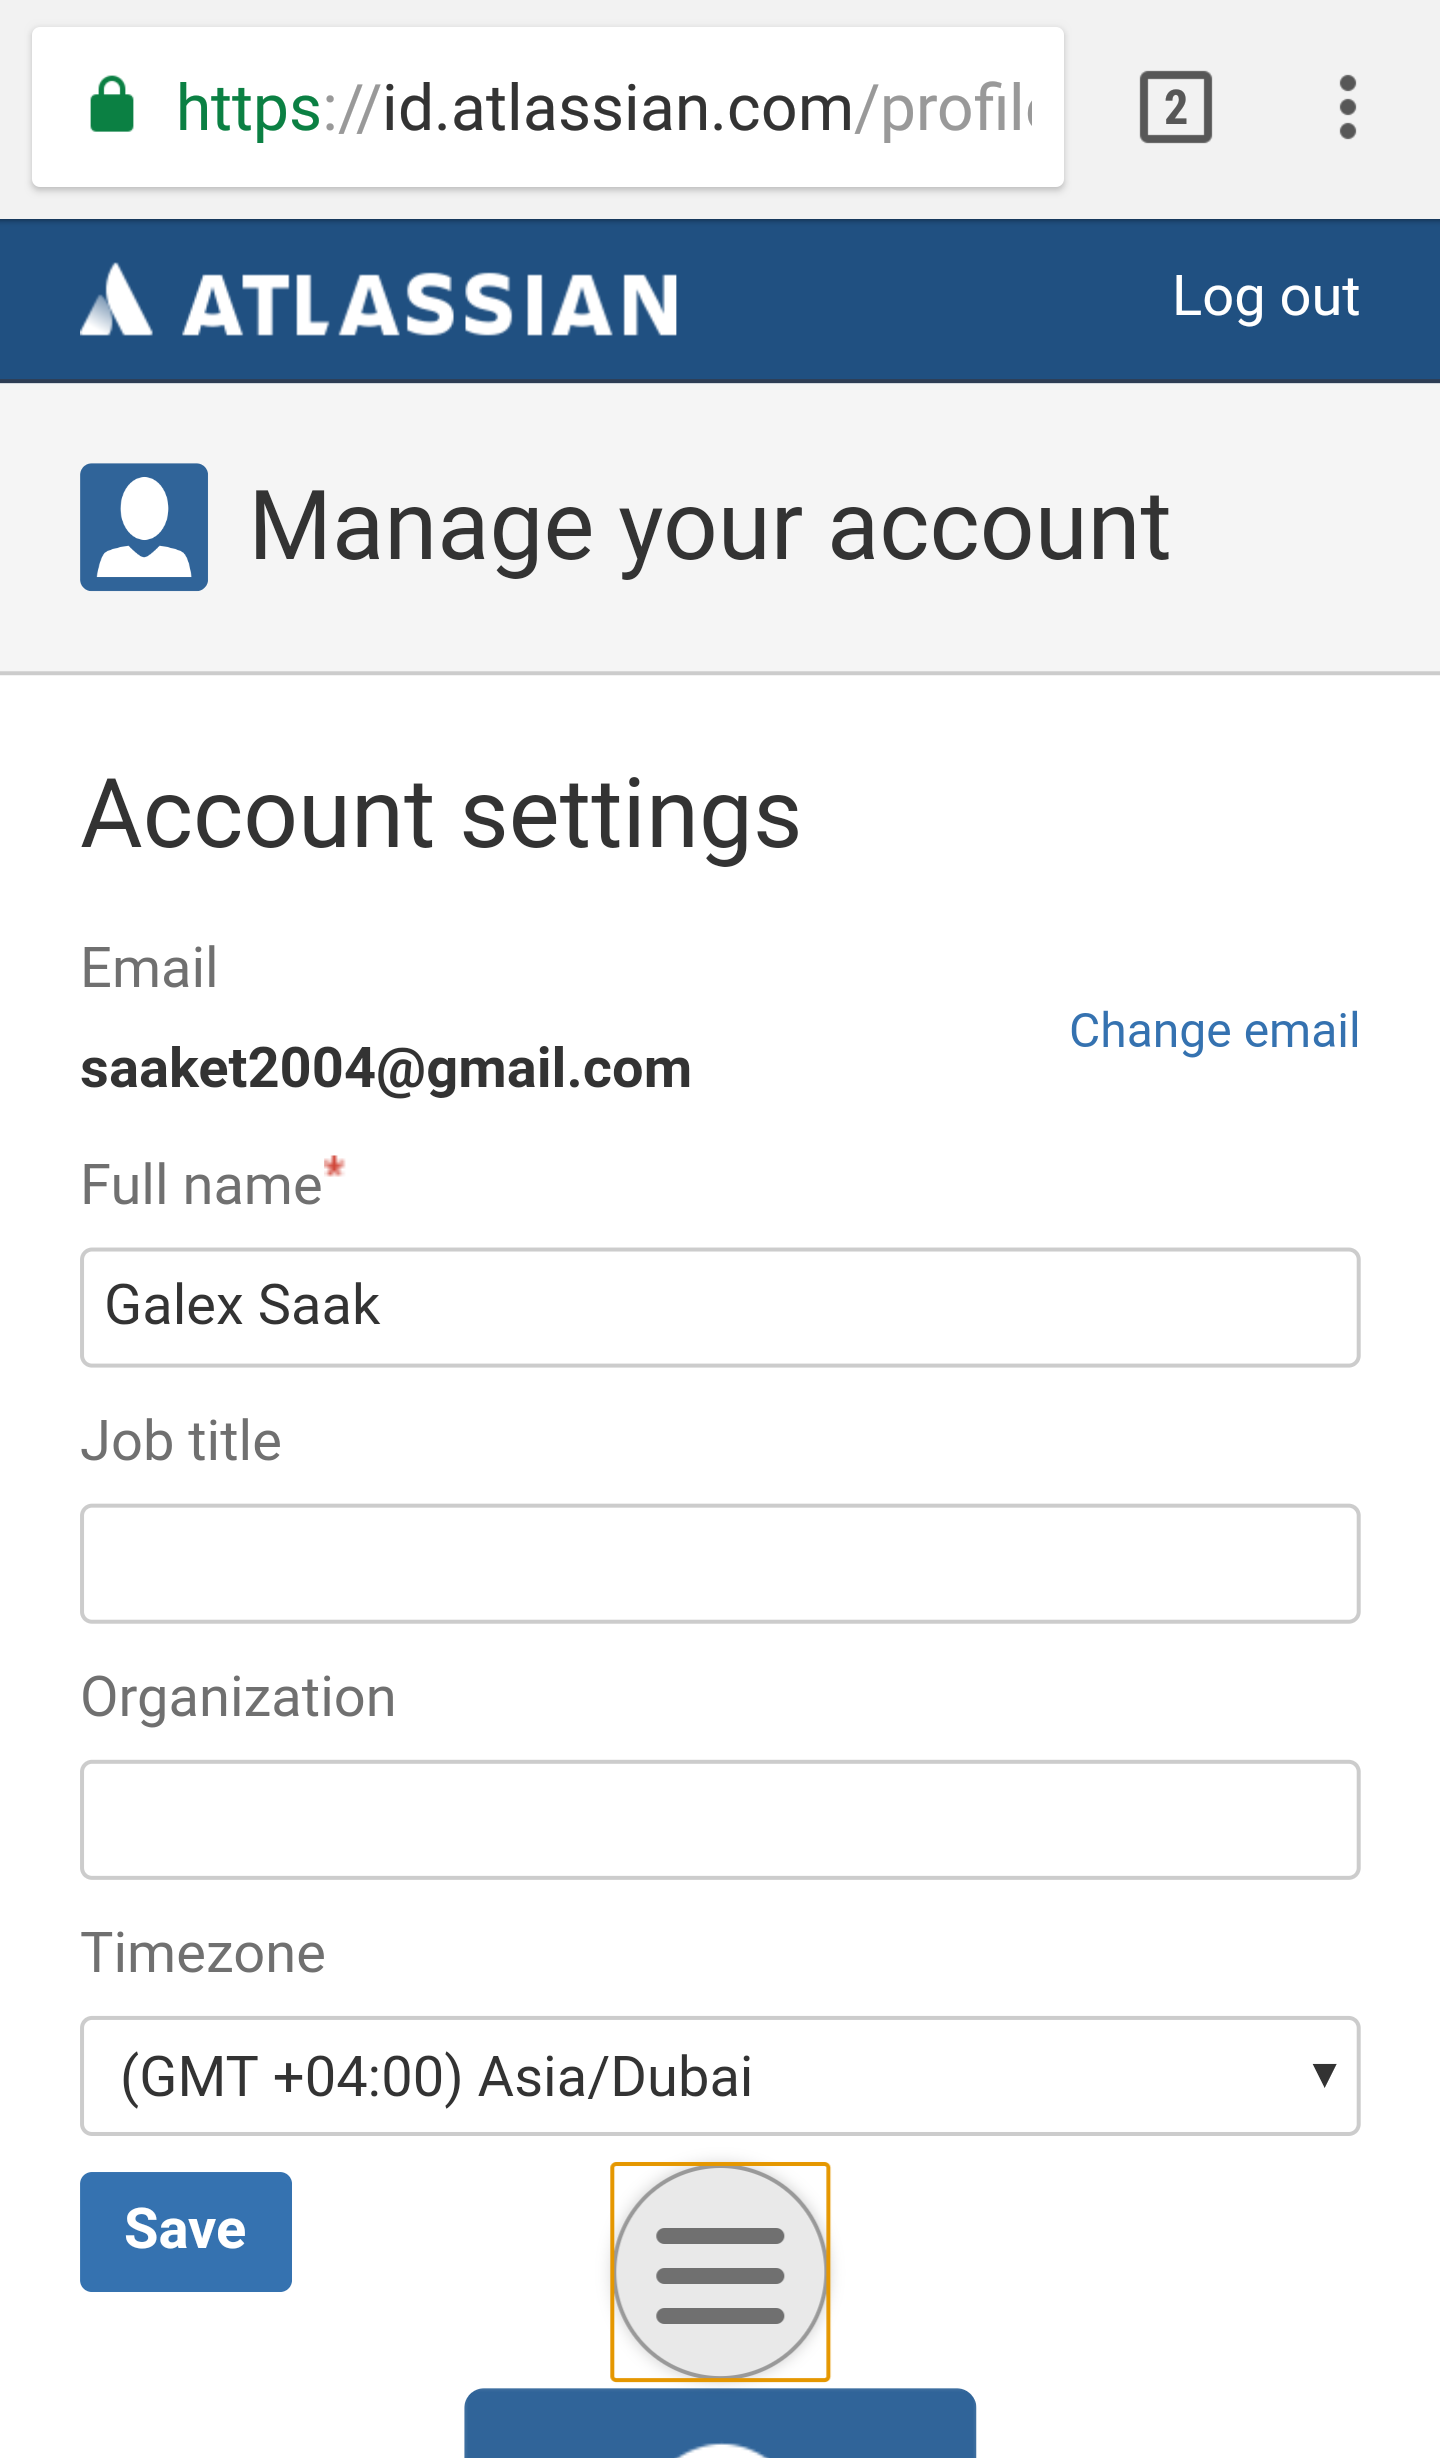 https://id.atlassian.com/profil
2
ATLASSIAN
Log out
Manage your account
Account settings
Email
Change email
saaket2004@gmail.com
Full name*
Galex Saak
Job title
Organization
Timezone
(GMT +04:00) Asia/Dubai
Save